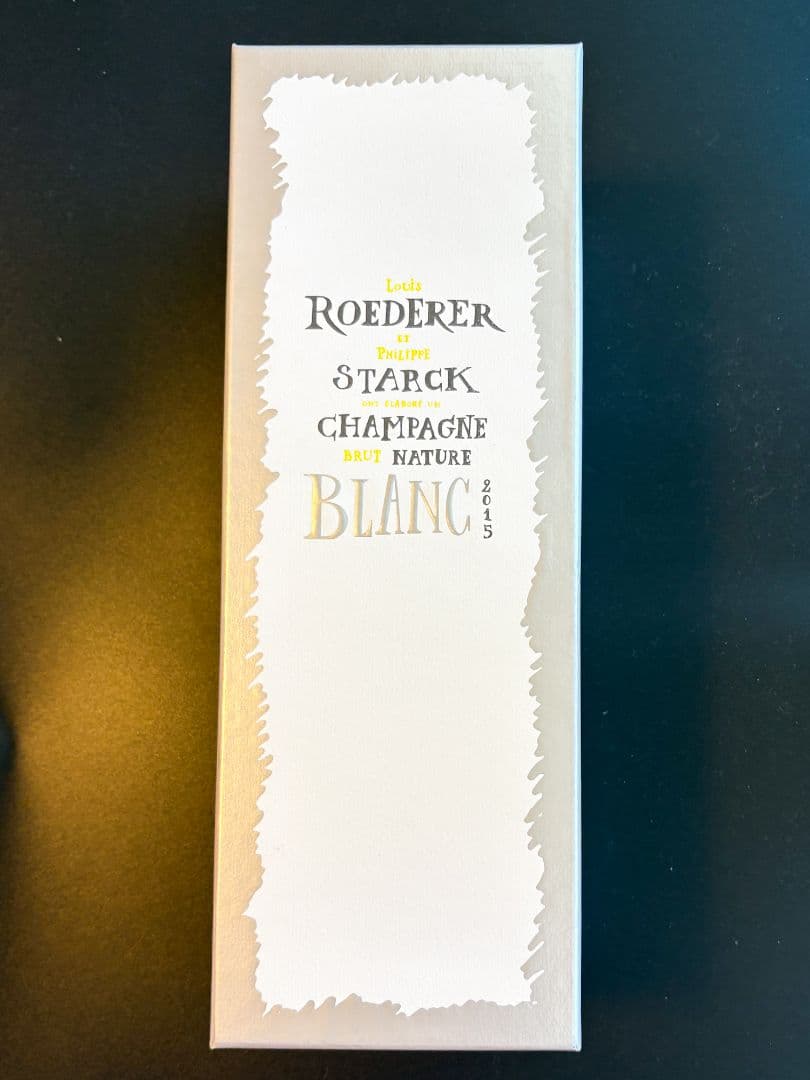 Louis
ROEDERER
ET
PHILIPPE
STARCK
ONT ÉLABORÉ UN
CHAMPAGNE
BRUT NATURE
BLANC 2015